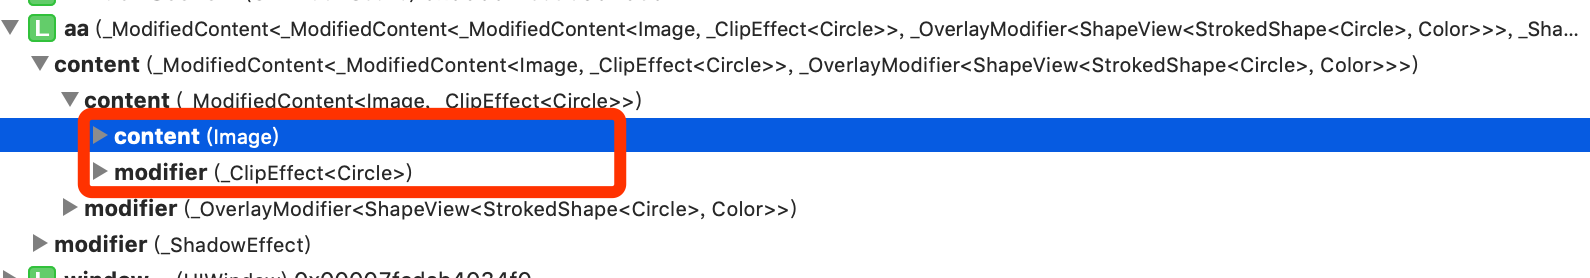 L aa (_ModifiedContent<_ModifiedContent<_ModifiedContent<Image, _ClipEffect<Circle>>, _OverlayModifier<ShapeView<StrokedShape<Circle>, Color>>>, _Sha...
content (_ModifiedContent<_ModifiedContent<Image, _ClipEffect<Circle>>, _OverlayModifier<ShapeView<StrokedShape<Circle>, Color>>>)
content (_ModifiedContent<Image, _ClipEffect<Circle>>)
content (Image)
modifier (_ClipEffect<Circle>)
modifier (_OverlayModifier<ShapeView<StrokedShape<Circle>, Color>>)
modifier (_ShadowEffect)
L window